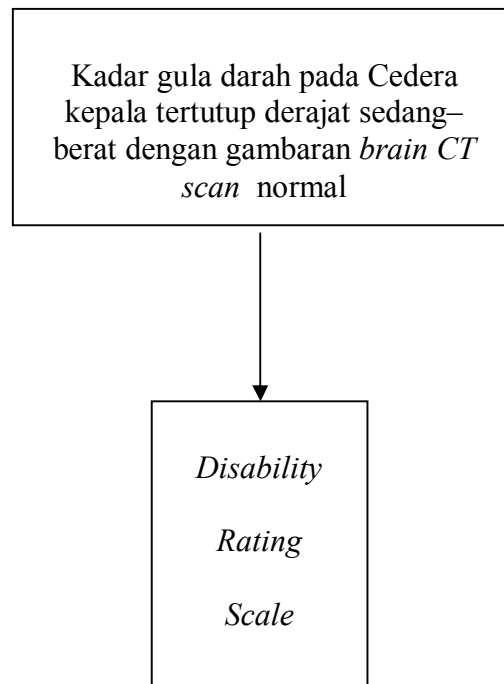 Kadar gula darah pada Cedera
kepala tertutup derajat sedang–
berat dengan gambaran brain CT
scan normal
Disability
Rating
Scale